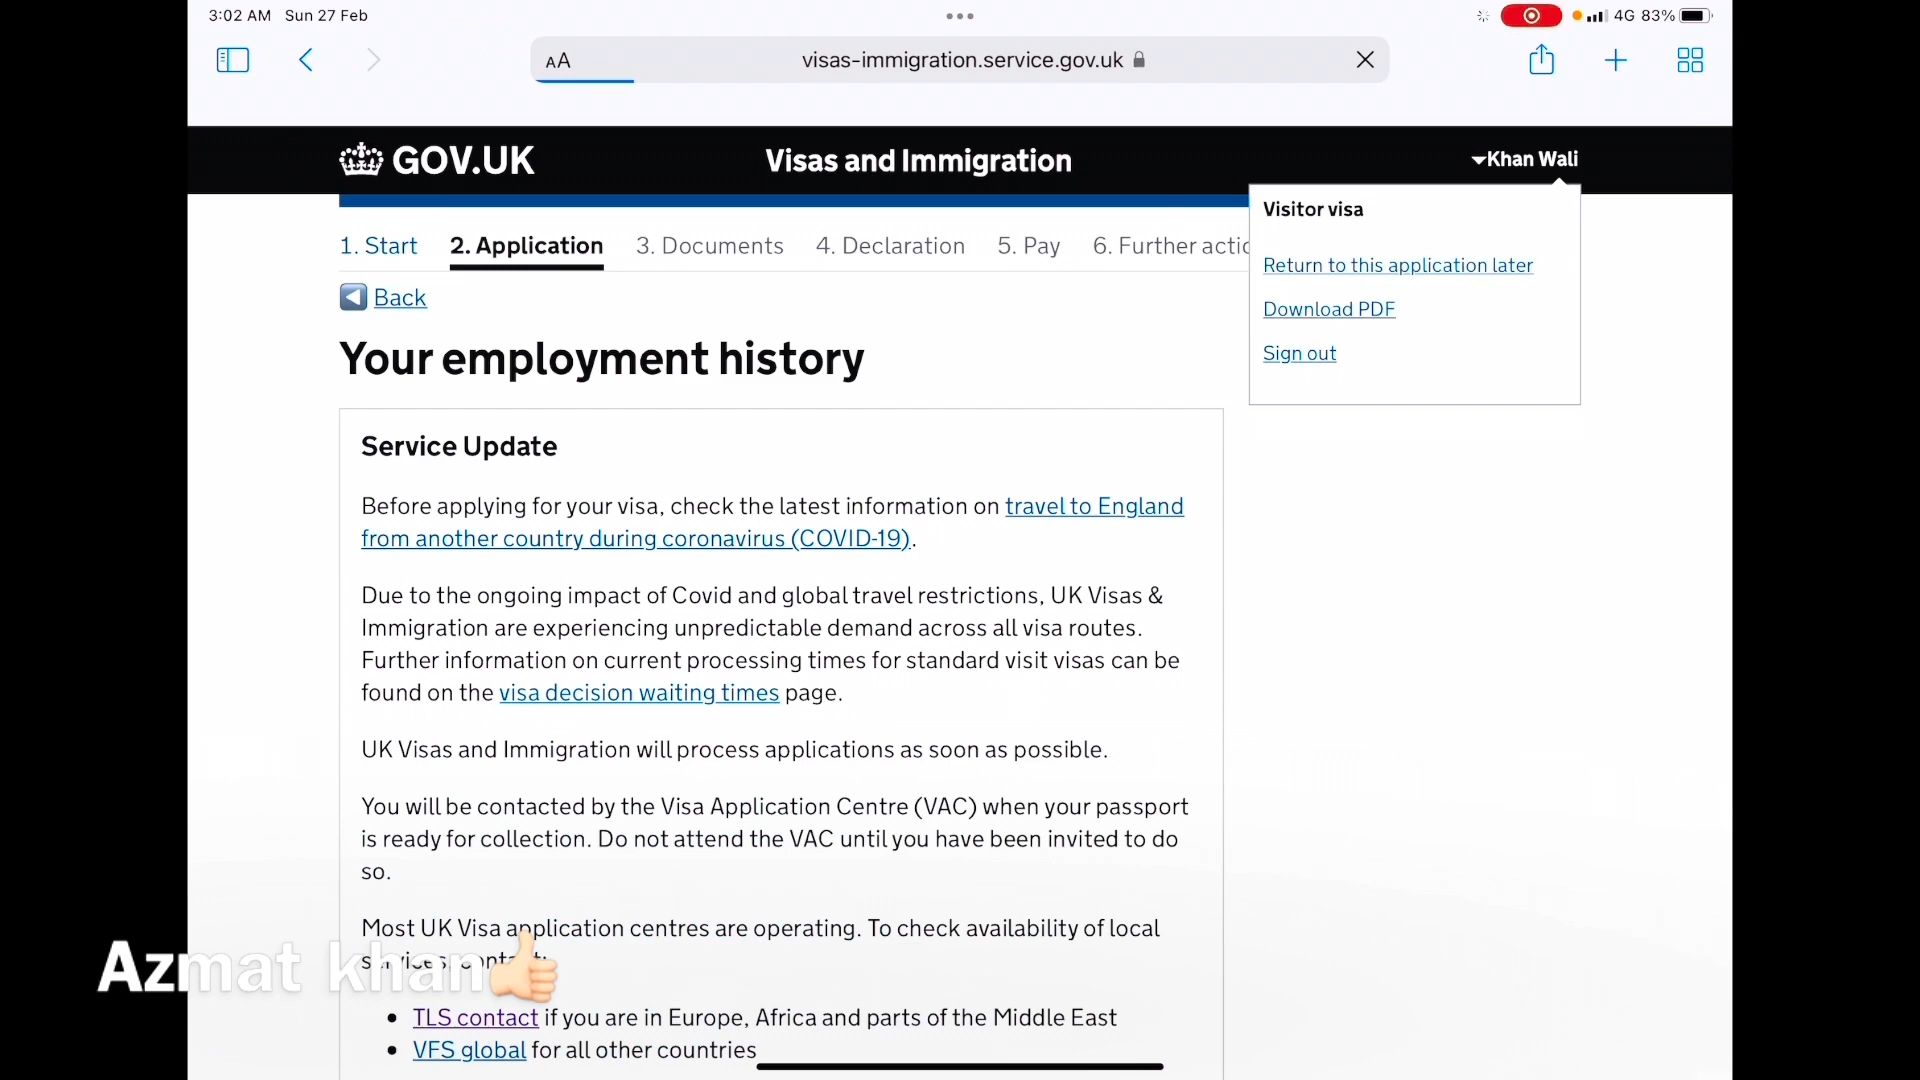 3:02 AM Sun 27 Feb
4G 83%
AA visas-immigration.service.gov.uk
GOV.UK Visas and Immigration Khan Wali
Visitor visa
Return to this application later
Download PDF
Sign out
1. Start 2. Application 3. Documents 4. Declaration 5. Pay 6. Further actio
Back
Your employment history
Service Update
Before applying for your visa, check the latest information on travel to England
from another country during coronavirus (COVID-19).
Due to the ongoing impact of Covid and global travel restrictions, UK Visas &
Immigration are experiencing unpredictable demand across all visa routes.
Further information on current processing times for standard visit visas can be
found on the visa decision waiting times page.
UK Visas and Immigration will process applications as soon as possible.
You will be contacted by the Visa Application Centre (VAC) when your passport
is ready for collection. Do not attend the VAC until you have been invited to do
so.
Most UK Visa application centres are operating. To check availability of local
services, contact:
Azmat khan👍🏻
TLS contact if you are in Europe, Africa and parts of the Middle East
VFS global for all other countries